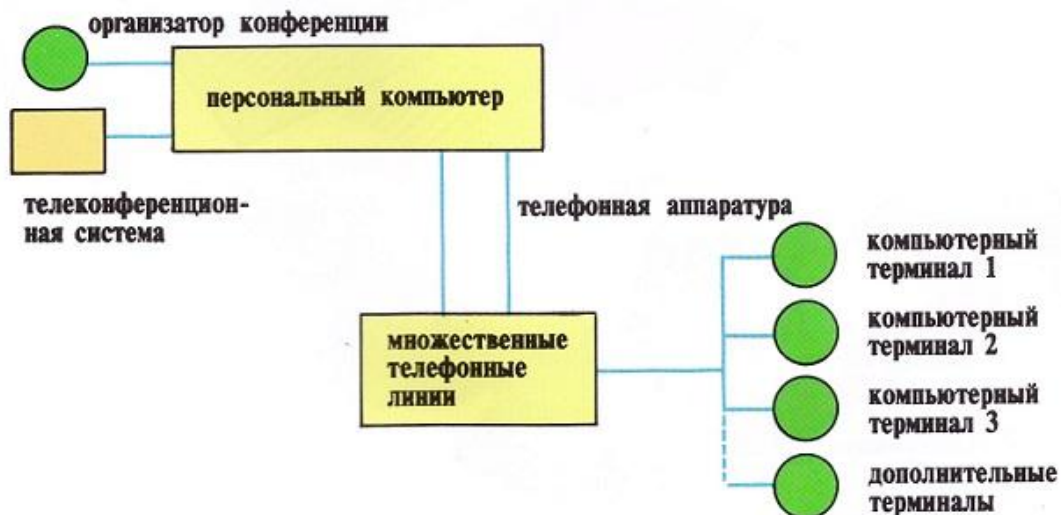 организатор конференции
персональный компьютер
телеконференцион-
ная система
телефонная аппаратура
множественные
телефонные
линии
компьютерный
терминал 1
компьютерный
терминал 2
компьютерный
терминал 3
дополнительные
терминалы